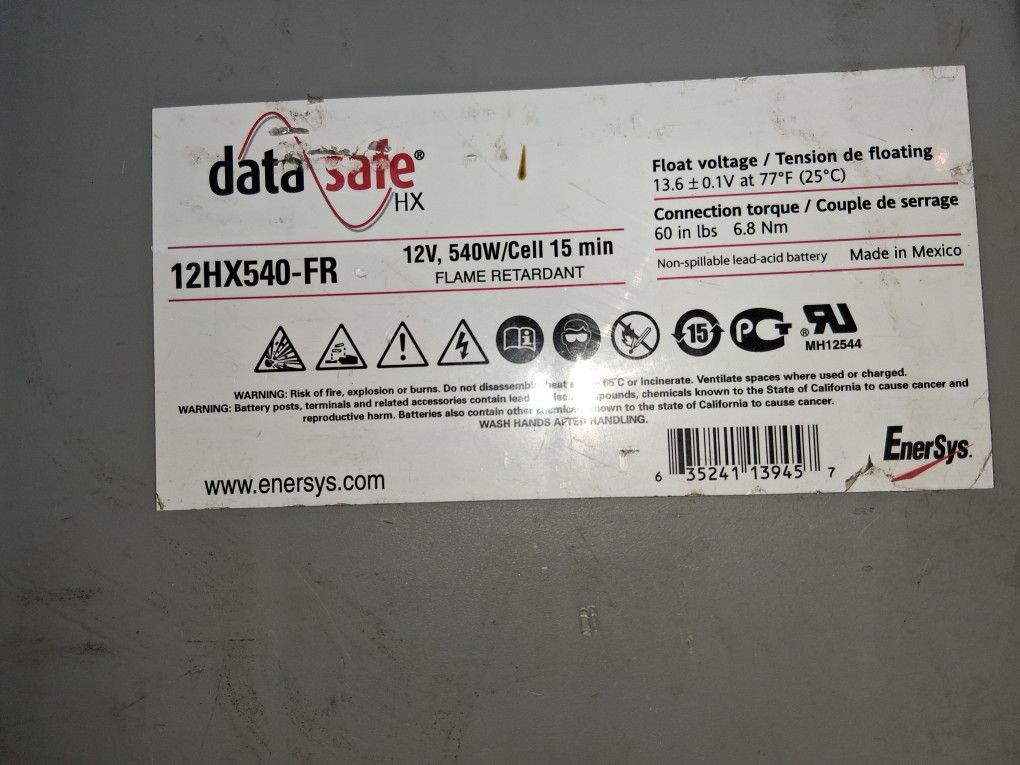 data safe®
HX
12HX540-FR
12V, 540W/Cell 15 min
FLAME RETARDANT
Float voltage / Tension de floating
13.6 ± 0.1V at 77°F (25°C)
Connection torque / Couple de serrage
60 in lbs 6.8 Nm
Non-spillable lead-acid battery Made in Mexico
15
MH12544
WARNING: Risk of fire, explosion or burns. Do not disassemble, heat 65°C or incinerate. Ventilate spaces where used or charged.
WARNING: Battery posts, terminals and related accessories contain lead chemicals known to the State of California to cause cancer and
reproductive harm. Batteries also contain other chemicals known to the state of California to cause cancer.
WASH HANDS AFTER HANDLING.
www.enersys.com
6 35241 13945 7
EnerSys.